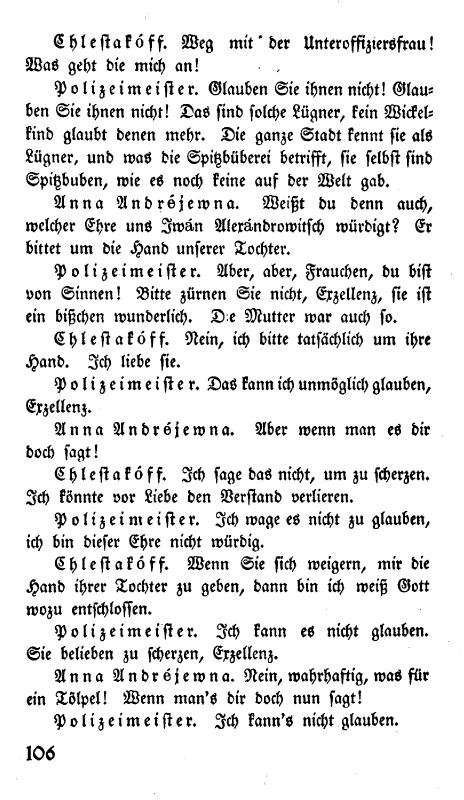 Chlestakóff. Weg mit der Unteroffiziersfrau!
Was geht die mich an!
Polizeimeister. Glauben Sie ihnen nicht! Glau-
ben Sie ihnen nicht! Das sind solche Lügner, kein Wickel-
kind glaubt denen mehr. Die ganze Stadt kennt sie als
Lügner, und was die Spitzbüberei betrifft, sie selbst sind
Spitzbuben, wie es noch keine auf der Welt gab.
Anna Andréjewna. Weißt du denn auch,
welcher Ehre uns Iwán Alexándrowitsch würdigt? Er
bittet um die Hand unserer Tochter.
Polizeimeister. Aber, aber, Frauchen, du bist
von Sinnen! Bitte zürnen Sie nicht, Exzellenz, sie ist
ein bißchen wunderlich. Die Mutter war auch so.
Chlestakóff. Nein, ich bitte tatsächlich um ihre
Hand. Ich liebe sie.
Polizeimeister. Das kann ich unmöglich glauben,
Exzellenz.
Anna Andréjewna. Aber wenn man es dir
doch sagt!
Chlestakóff. Ich sage das nicht, um zu scherzen.
Ich könnte vor Liebe den Verstand verlieren.
Polizeimeister. Ich wage es nicht zu glauben,
ich bin dieser Ehre nicht würdig.
Chlestakóff. Wenn Sie sich weigern, mir die
Hand ihrer Tochter zu geben, dann bin ich weiß Gott
wozu entschlossen.
Polizeimeister. Ich kann es nicht glauben.
Sie belieben zu scherzen, Exzellenz.
Anna Andréjewna. Nein, wahrhaftig, was für
ein Tölpel! Wenn man's dir doch nun sagt!
Polizeimeister. Ich kann's nicht glauben.
106